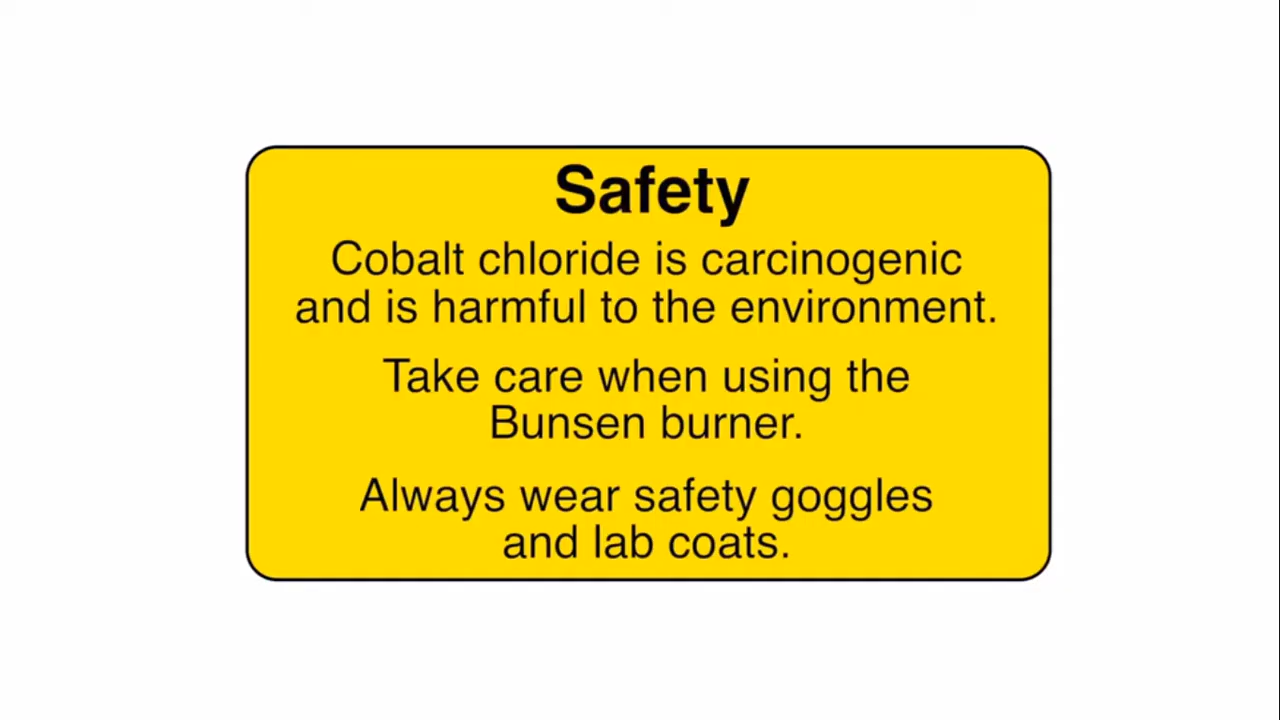 Safety
Cobalt chloride is carcinogenic
and is harmful to the environment.
Take care when using the
Bunsen burner.
Always wear safety goggles
and lab coats.